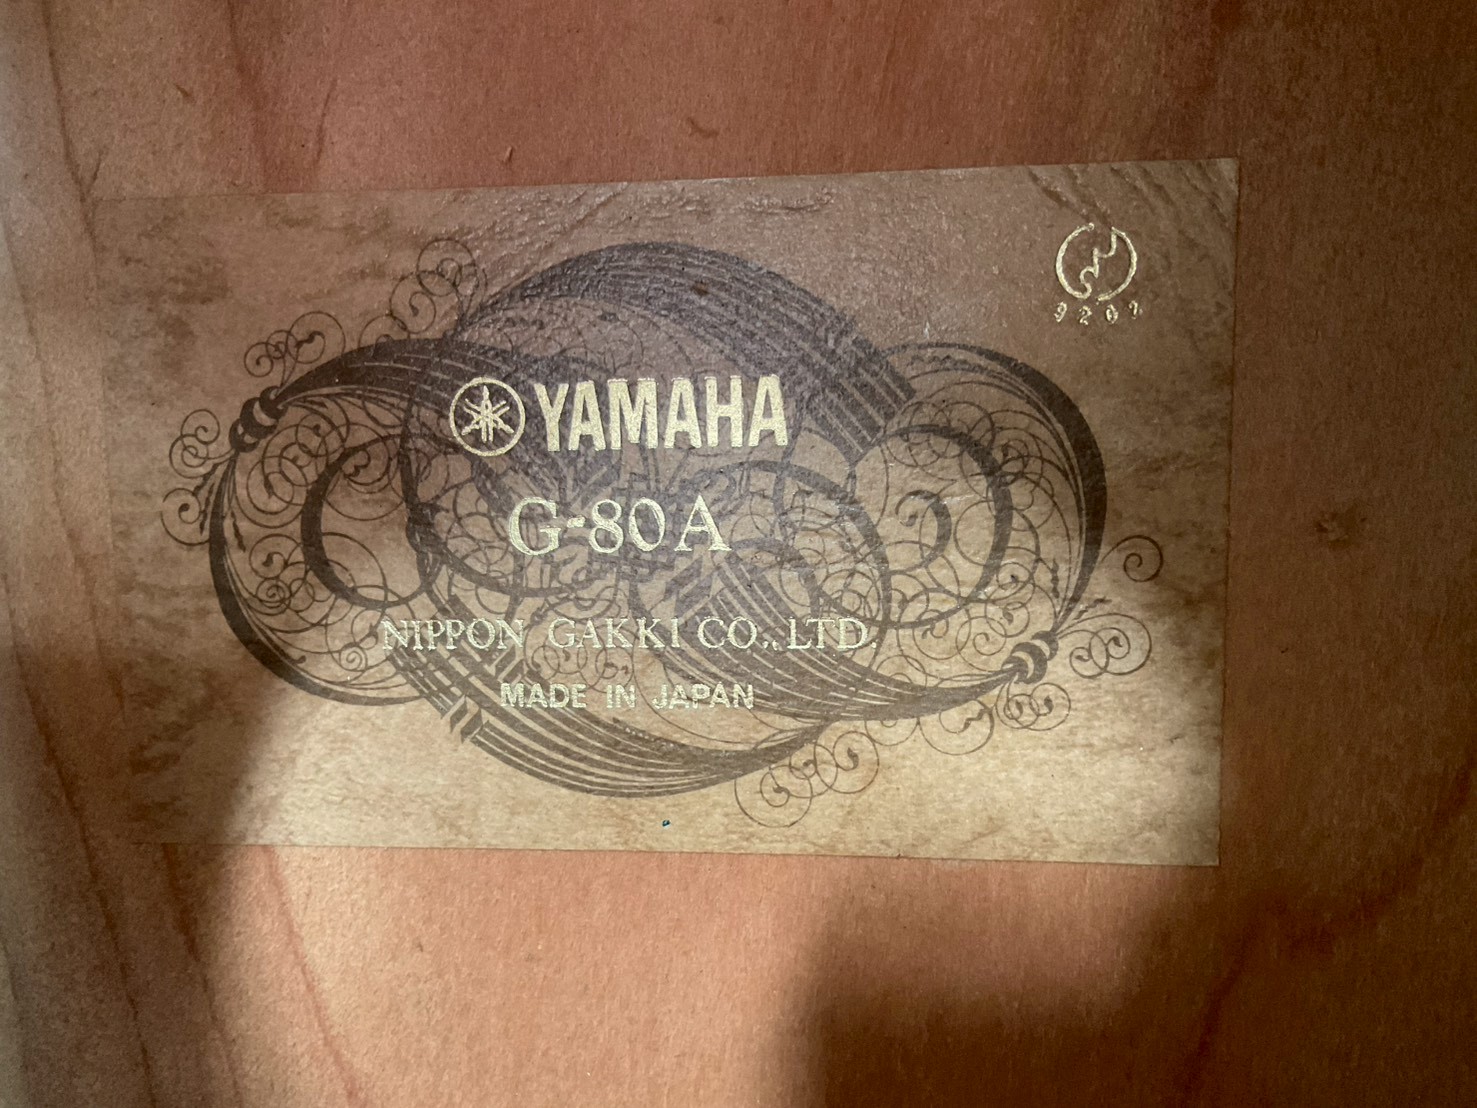 YAMAHA
G-80A
NIPPON GAKKI CO., LTD.
MADE IN JAPAN